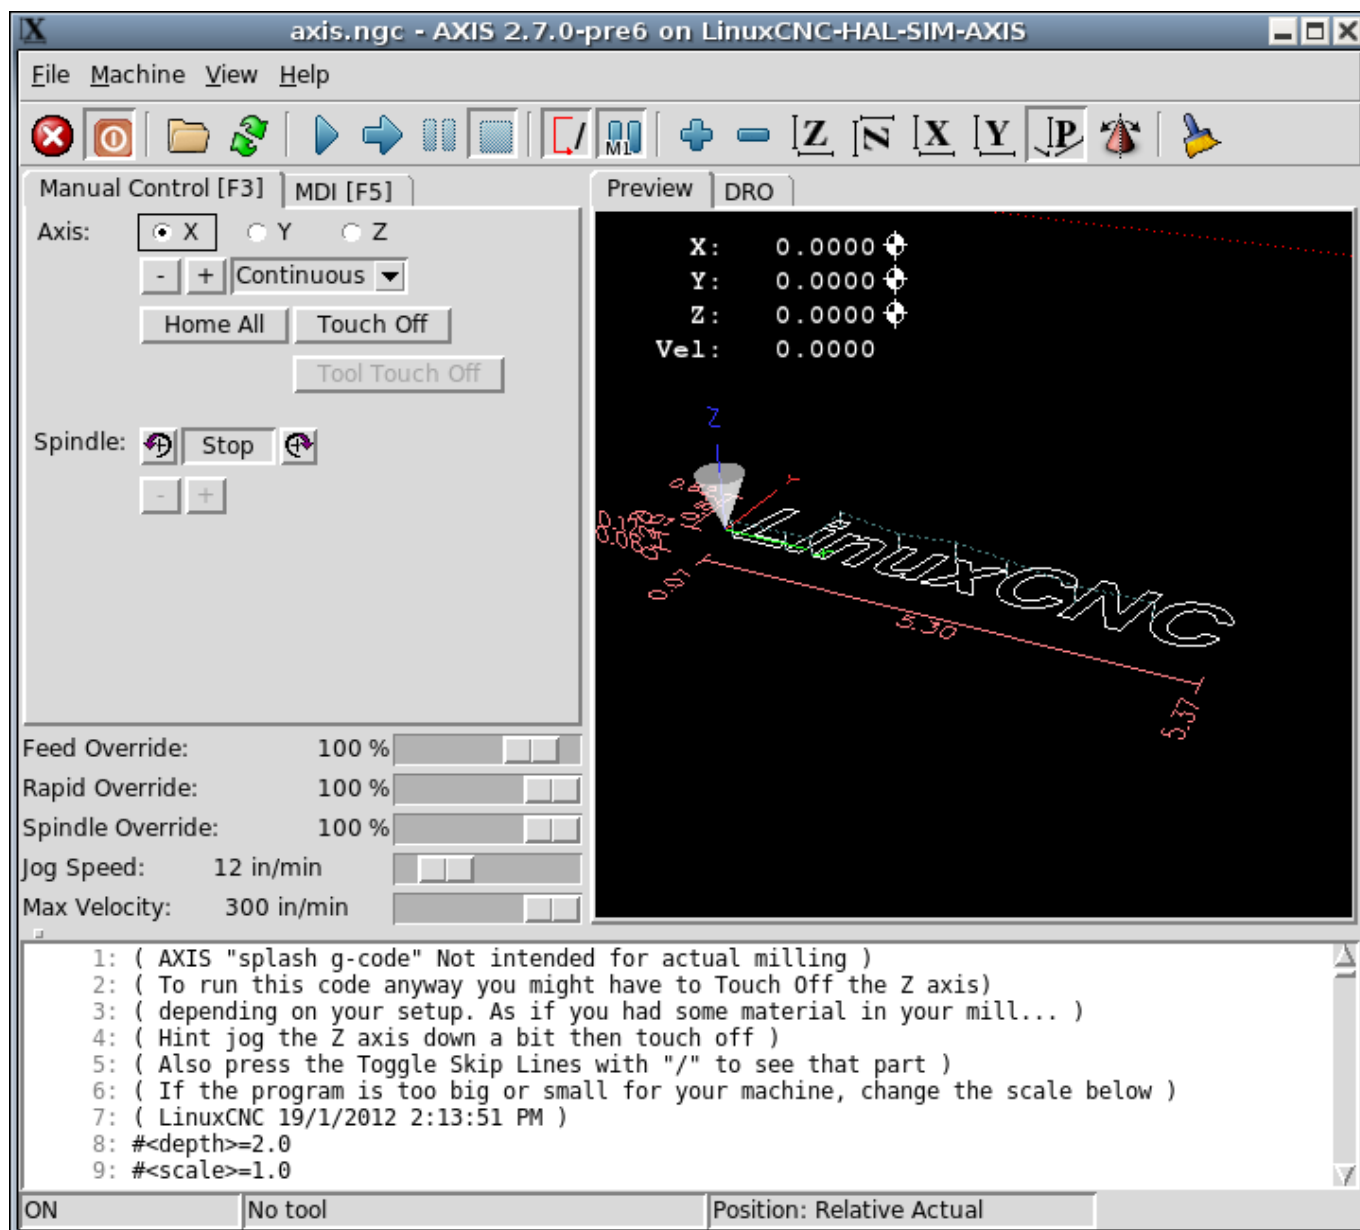 axis.ngc - AXIS 2.7.0-pre6 on LinuxCNC-HAL-SIM-AXIS
File Machine View Help
M1 Z N X Y P
Manual Control [F3] MDI [F5]
Axis: X Y Z
- + Continuous
Home All Touch Off
Tool Touch Off
Spindle: Stop
- +
Feed Override: 100 %
Rapid Override: 100 %
Spindle Override: 100 %
Jog Speed: 12 in/min
Max Velocity: 300 in/min
Preview DRO
X: 0.0000
Y: 0.0000
Z: 0.0000
Vel: 0.0000
Z
Y
LinuxCNC
0.07
5.30
5.37
1: ( AXIS "splash g-code" Not intended for actual milling )
2: ( To run this code anyway you might have to Touch Off the Z axis)
3: ( depending on your setup. As if you had some material in your mill... )
4: ( Hint jog the Z axis down a bit then touch off )
5: ( Also press the Toggle Skip Lines with "/" to see that part )
6: ( If the program is too big or small for your machine, change the scale below )
7: ( LinuxCNC 19/1/2012 2:13:51 PM )
8: #<depth>=2.0
9: #<scale>=1.0
ON No tool Position: Relative Actual